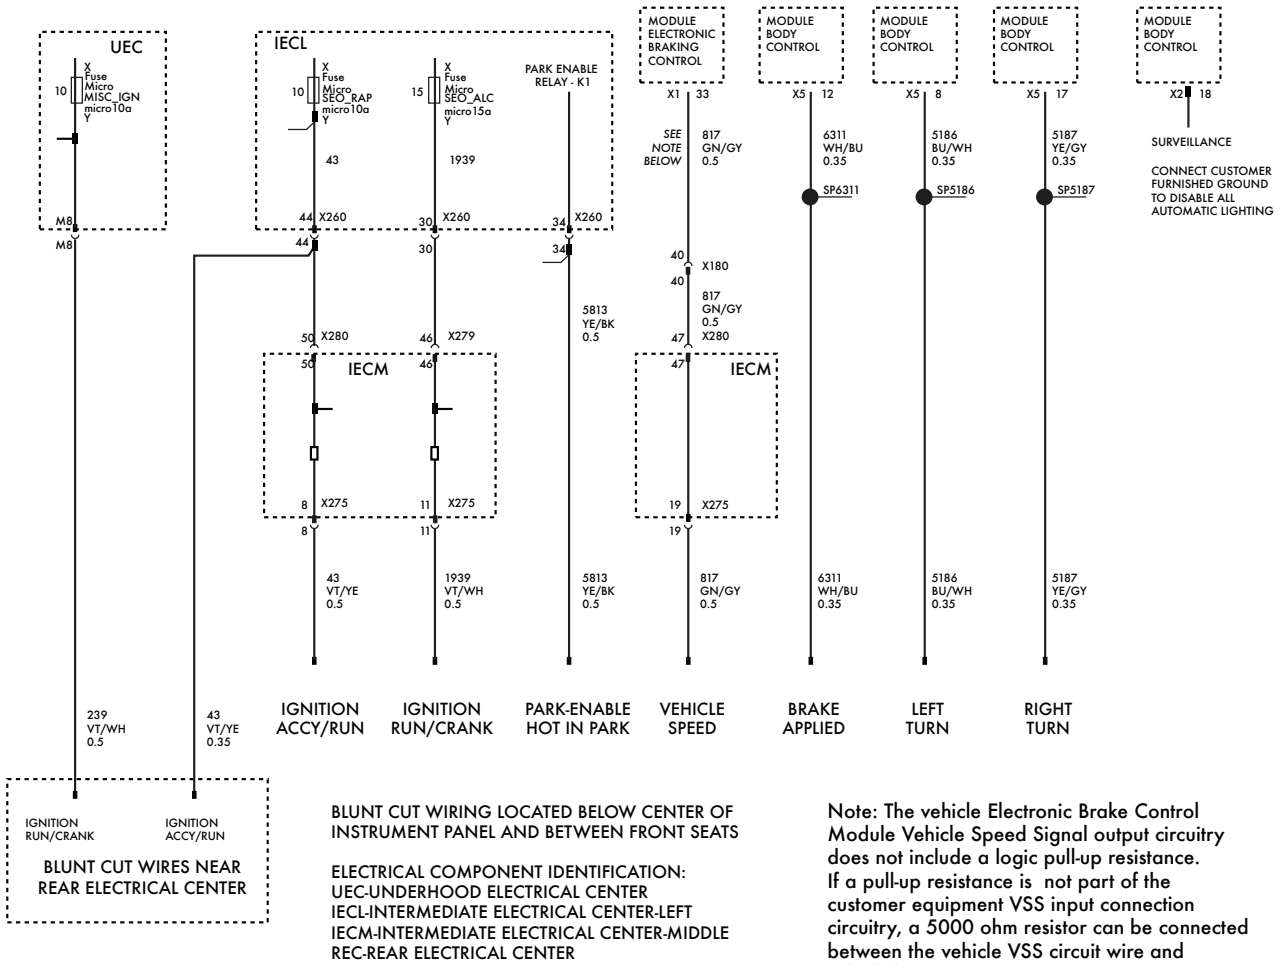 UEC
X
Fuse
Micro
MISC_IGN
micro10a
Y
10
M8
M8
239
VT/WH
0.5
IECL
X
Fuse
Micro
SEO_RAP
micro10a
Y
10
43
44 X260
44
X
Fuse
Micro
SEO_ALC
micro15a
Y
15
1939
30 X260
30
PARK ENABLE
RELAY - K1
34 X260
34
5813
YE/BK
0.5
50 X280
50
46 X279
46
IECM
8 X275
8
11 X275
11
43
VT/YE
0.5
1939
VT/WH
0.5
5813
YE/BK
0.5
MODULE
ELECTRONIC
BRAKING
CONTROL
X1 33
SEE
NOTE
BELOW
817
GN/GY
0.5
40
X180
40
817
GN/GY
0.5
47 X280
47
IECM
19 X275
19
817
GN/GY
0.5
MODULE
BODY
CONTROL
X5 12
6311
WH/BU
0.35
SP6311
6311
WH/BU
0.35
MODULE
BODY
CONTROL
X5 8
5186
BU/WH
0.35
SP5186
5186
BU/WH
0.35
MODULE
BODY
CONTROL
X5 17
5187
YE/GY
0.35
SP5187
5187
YE/GY
0.35
MODULE
BODY
CONTROL
X2 18
SURVEILLANCE
CONNECT CUSTOMER
FURNISHED GROUND
TO DISABLE ALL
AUTOMATIC LIGHTING
IGNITION
ACCY/RUN
IGNITION
RUN/CRANK
PARK-ENABLE
HOT IN PARK
VEHICLE
SPEED
BRAKE
APPLIED
LEFT
TURN
RIGHT
TURN
43
VT/YE
0.35
IGNITION
RUN/CRANK
IGNITION
ACCY/RUN
BLUNT CUT WIRES NEAR
REAR ELECTRICAL CENTER
BLUNT CUT WIRING LOCATED BELOW CENTER OF
INSTRUMENT PANEL AND BETWEEN FRONT SEATS
ELECTRICAL COMPONENT IDENTIFICATION:
UEC-UNDERHOOD ELECTRICAL CENTER
IECL-INTERMEDIATE ELECTRICAL CENTER-LEFT
IECM-INTERMEDIATE ELECTRICAL CENTER-MIDDLE
REC-REAR ELECTRICAL CENTER
Note: The vehicle Electronic Brake Control
Module Vehicle Speed Signal output circuitry
does not include a logic pull-up resistance.
If a pull-up resistance is not part of the
customer equipment VSS input connection
circuitry, a 5000 ohm resistor can be connected
between the vehicle VSS circuit wire and